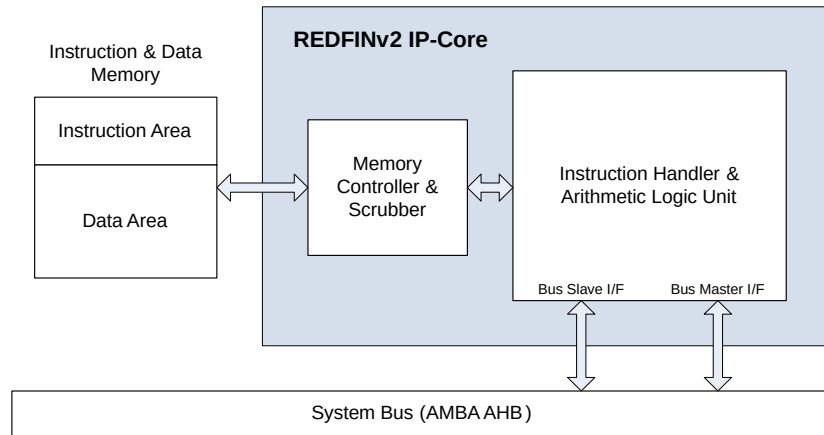 REDFINv2 IP-Core
Instruction & Data
Memory
Instruction Area
Data Area
Memory
Controller &
Scrubber
Instruction Handler &
Arithmetic Logic Unit
Bus Slave I/F
Bus Master I/F
System Bus (AMBA AHB)